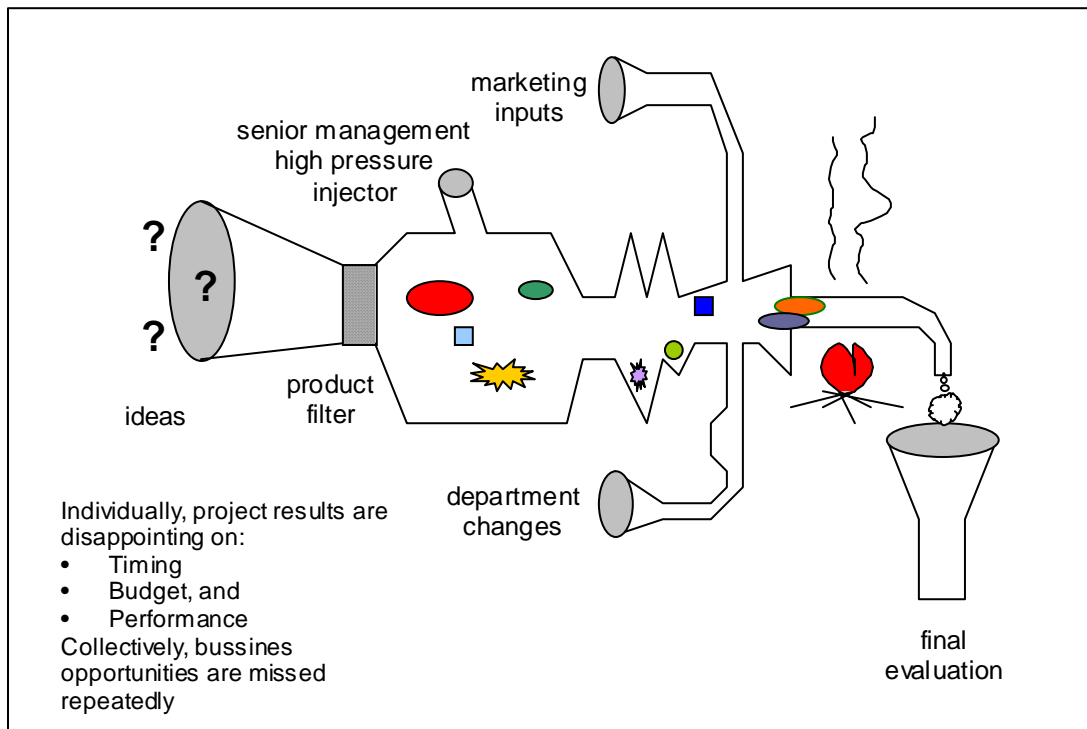 marketing
inputs
senior management
high pressure
injector
?
?
?
ideas
product
filter
department
changes
Individually, project results are
disappointing on:
• Timing
• Budget, and
• Performance
Collectively, bussines
opportunities are missed
repeatedly
final
evaluation